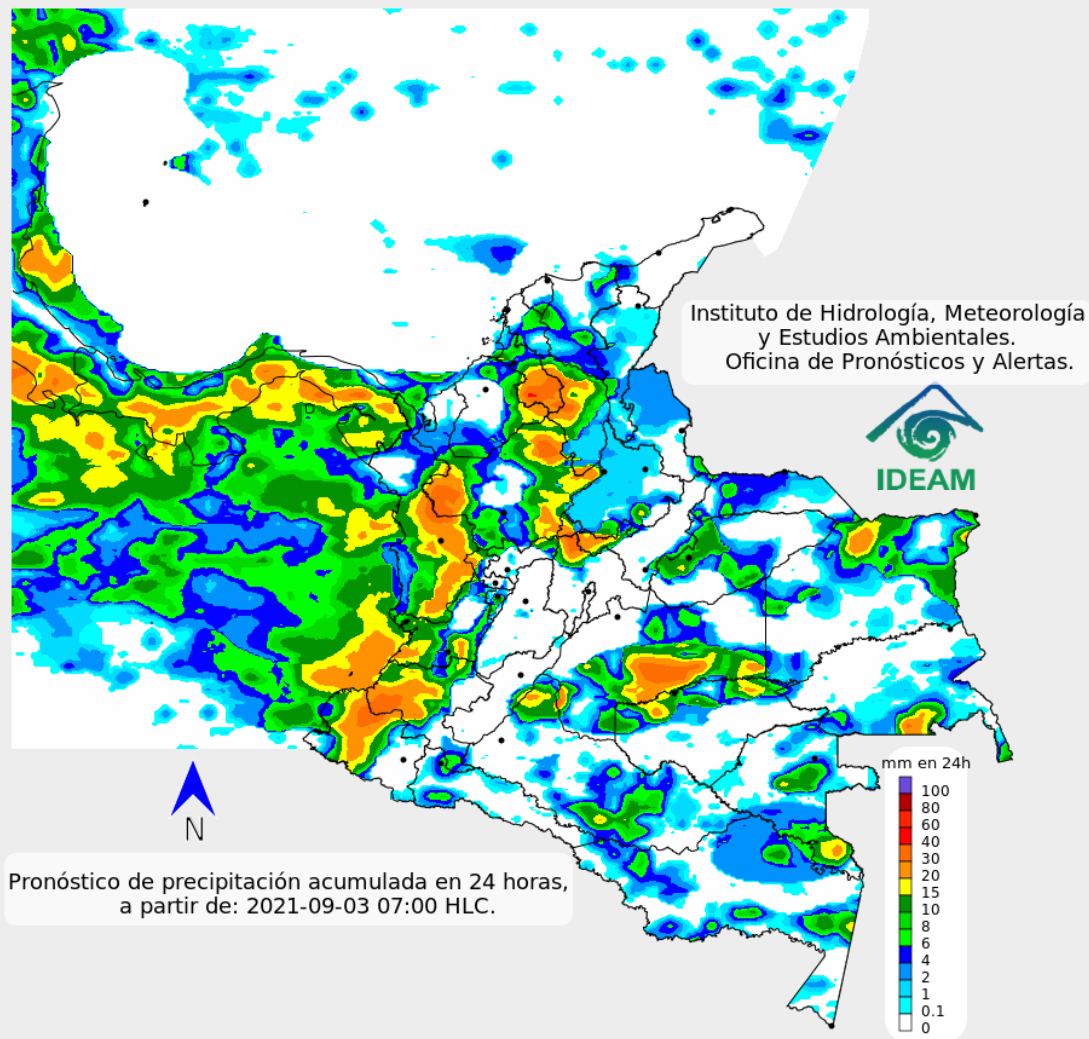 Instituto de Hidrología, Meteorología
y Estudios Ambientales.
Oficina de Pronósticos y Alertas.
IDEAM
mm en 24h
100
80
60
40
30
20
15
10
8
6
4
2
1
0.1
0
N
Pronóstico de precipitación acumulada en 24 horas,
a partir de: 2021-09-03 07:00 HLC.